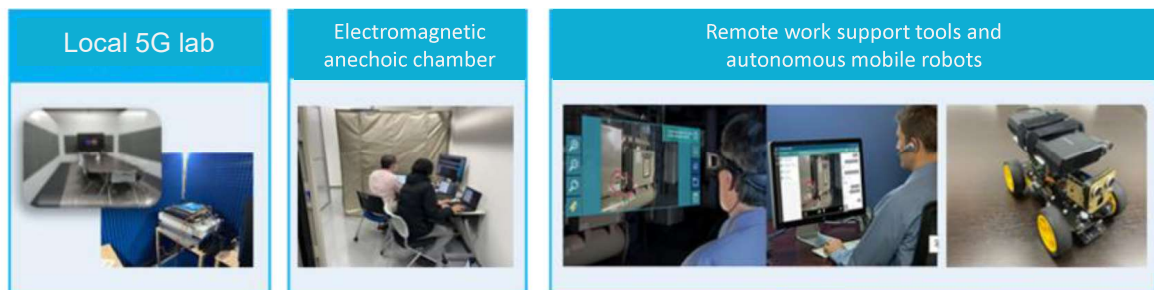 Local 5G lab
Electromagnetic
anechoic chamber
Remote work support tools and
autonomous mobile robots